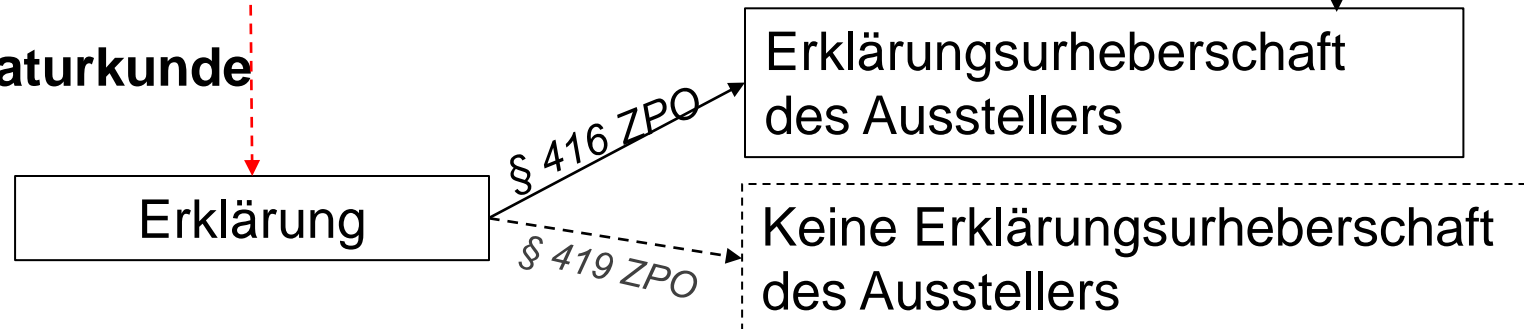 Erklärungsurheberschaft
des Ausstellers
aturkunde
§ 416 ZPO
Erklärung
§ 419 ZPO
Keine Erklärungsurheberschaft
des Ausstellers